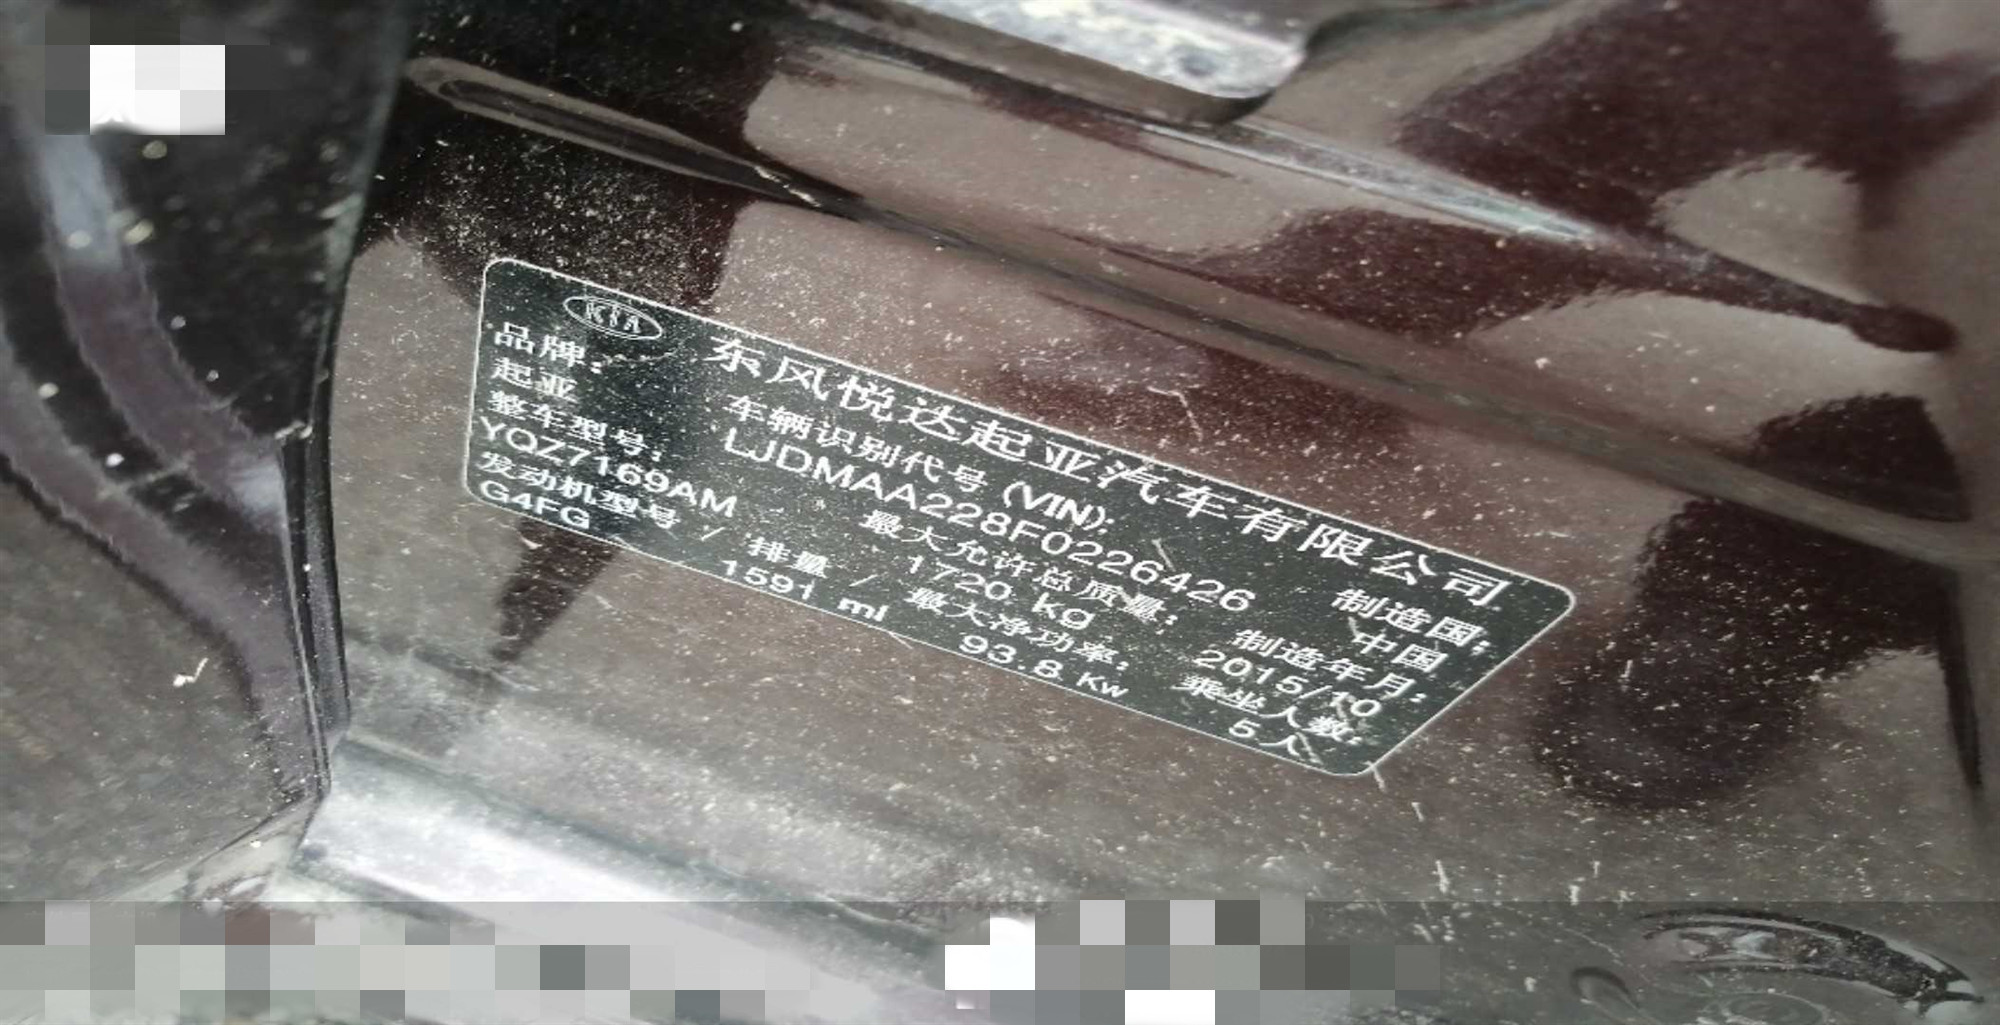 KIA
东风悦达起亚汽车有限公司
品牌: 车辆识别代号 (VIN): 制造国:
起亚 LJDMAA228F0226426 中国
整车型号: 最大允许总质量: 制造年月:
YQZ7169AM 1720 kg 2015/10
发动机型号 / 排量 / 最大净功率: 乘坐人数:
G4FG 1591 ml 93.8 Kw 5人